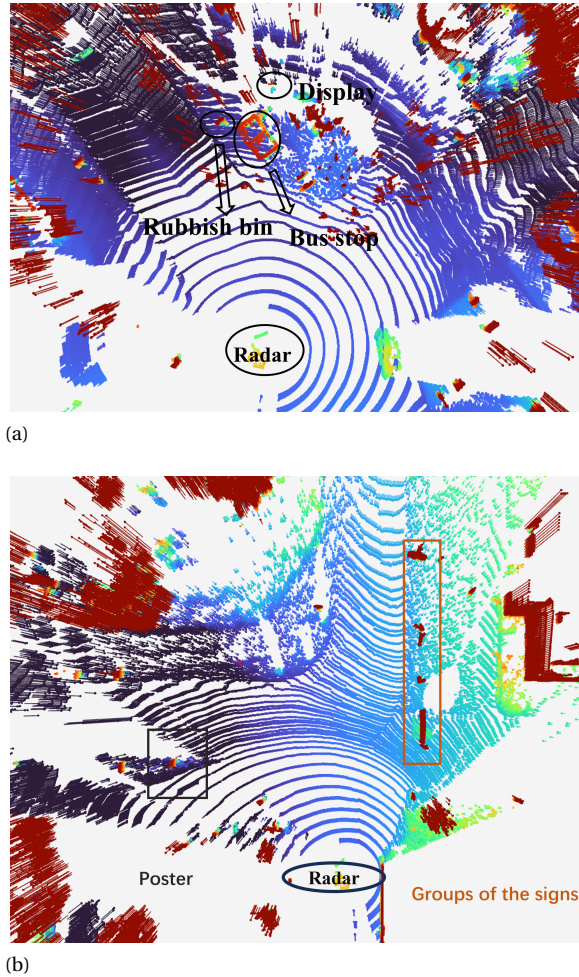 Display
Rubbish bin
Bus stop
Radar
(a)
Poster
Radar
Groups of the signs
(b)